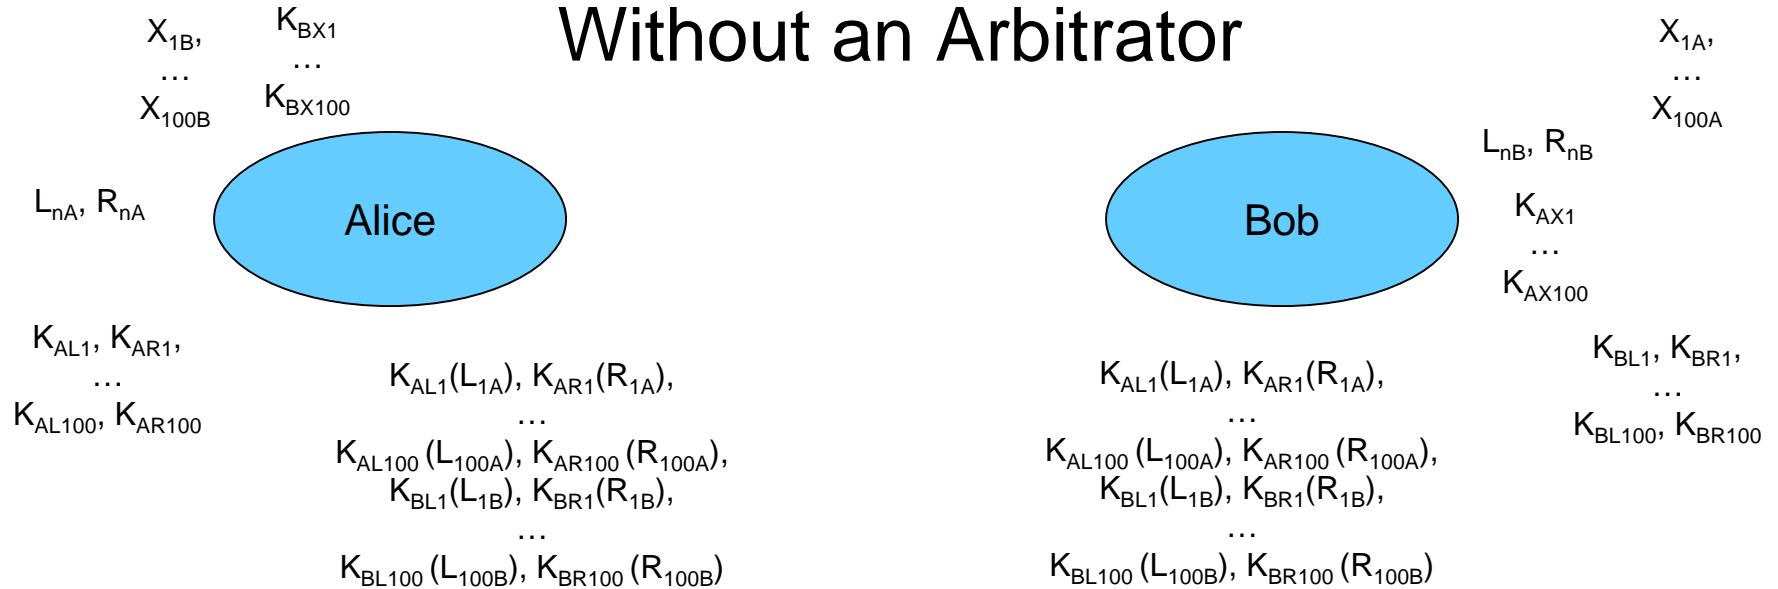 Without an Arbitrator
X1B,
…
X100B
KBX1
…
KBX100
LnA, RnA
Alice
KAL1, KAR1,
…
KAL100, KAR100
KAL1(L1A), KAR1(R1A),
…
KAL100 (L100A), KAR100 (R100A),
KBL1(L1B), KBR1(R1B),
…
KBL100 (L100B), KBR100 (R100B)
X1A,
…
X100A
LnB, RnB
Bob
KAX1
…
KAX100
KBL1, KBR1,
…
KBL100, KBR100
KAL1(L1A), KAR1(R1A),
…
KAL100 (L100A), KAR100 (R100A),
KBL1(L1B), KBR1(R1B),
…
KBL100 (L100B), KBR100 (R100B)